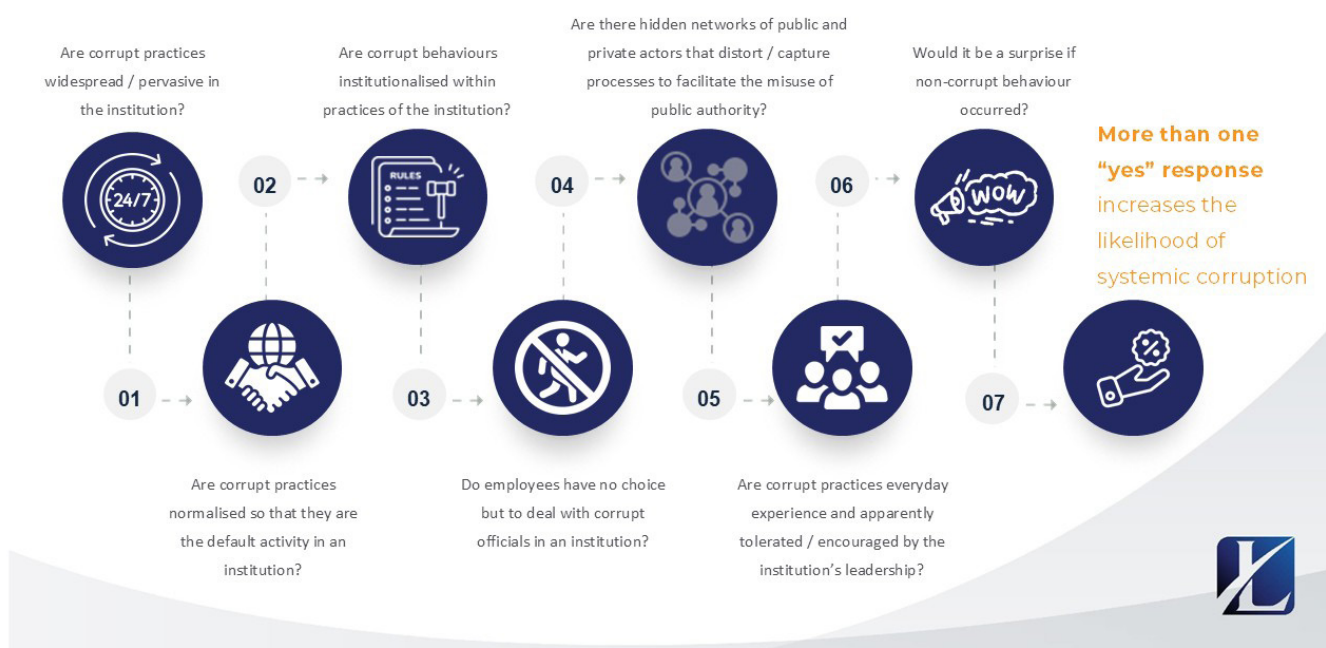 Are corrupt practices
widespread / pervasive in
the institution?
24/7
01
Are corrupt practices
normalised so that they are
the default activity in an
institution?
02
Are corrupt behaviours
institutionalised within
practices of the institution?
RULES
03
Do employees have no choice
but to deal with corrupt
officials in an institution?
04
Are there hidden networks of public and
private actors that distort / capture
processes to facilitate the misuse of
public authority?
05
Are corrupt practices everyday
experience and apparently
tolerated / encouraged by the
institution’s leadership?
06
Would it be a surprise if
non-corrupt behaviour
occurred?
WOW
07
%
More than one
“yes” response
increases the
likelihood of
systemic corruption
L